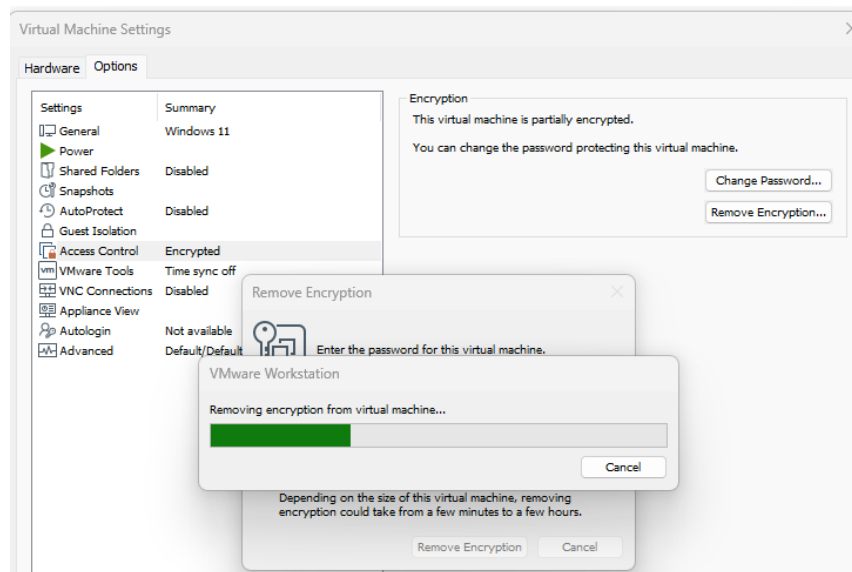 Virtual Machine Settings
Hardware Options
Settings Summary
General Windows 11
Power
Shared Folders Disabled
Snapshots
AutoProtect Disabled
Guest Isolation
Access Control Encrypted
vm VMware Tools Time sync off
VNC Connections Disabled
Appliance View
Autologin Not available
Advanced Default/Default
Encryption
This virtual machine is partially encrypted.
You can change the password protecting this virtual machine.
Change Password...
Remove Encryption...
Remove Encryption
Enter the password for this virtual machine.
VMware Workstation
Removing encryption from virtual machine...
Cancel
Depending on the size of this virtual machine, removing
encryption could take from a few minutes to a few hours.
Remove Encryption Cancel